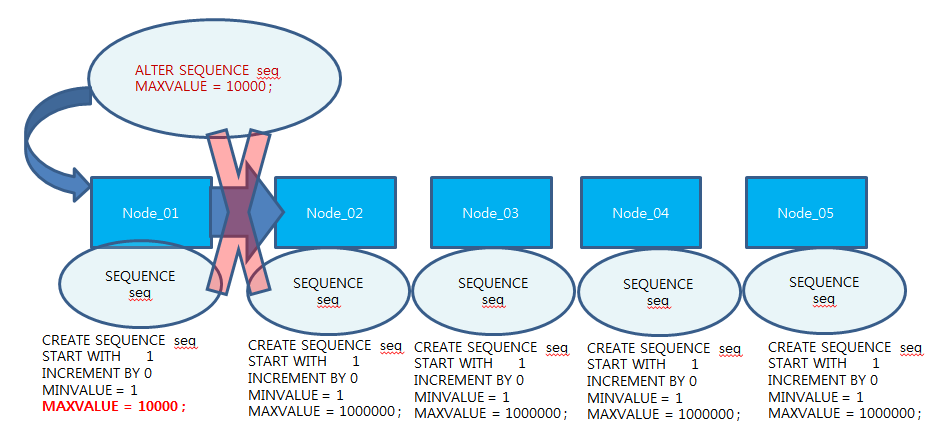 ALTER SEQUENCE seq
MAXVALUE = 10000 ;
Node_01
Node_02
Node_03
Node_04
Node_05
SEQUENCE
seq
SEQUENCE
seq
SEQUENCE
seq
SEQUENCE
seq
SEQUENCE
seq
CREATE SEQUENCE seq
START WITH 1
INCREMENT BY 0
MINVALUE = 1
MAXVALUE = 10000 ;
CREATE SEQUENCE seq
START WITH 1
INCREMENT BY 0
MINVALUE = 1
MAXVALUE = 1000000 ;
CREATE SEQUENCE seq
START WITH 1
INCREMENT BY 0
MINVALUE = 1
MAXVALUE = 1000000 ;
CREATE SEQUENCE seq
START WITH 1
INCREMENT BY 0
MINVALUE = 1
MAXVALUE = 1000000 ;
CREATE SEQUENCE seq
START WITH 1
INCREMENT BY 0
MINVALUE = 1
MAXVALUE = 1000000 ;